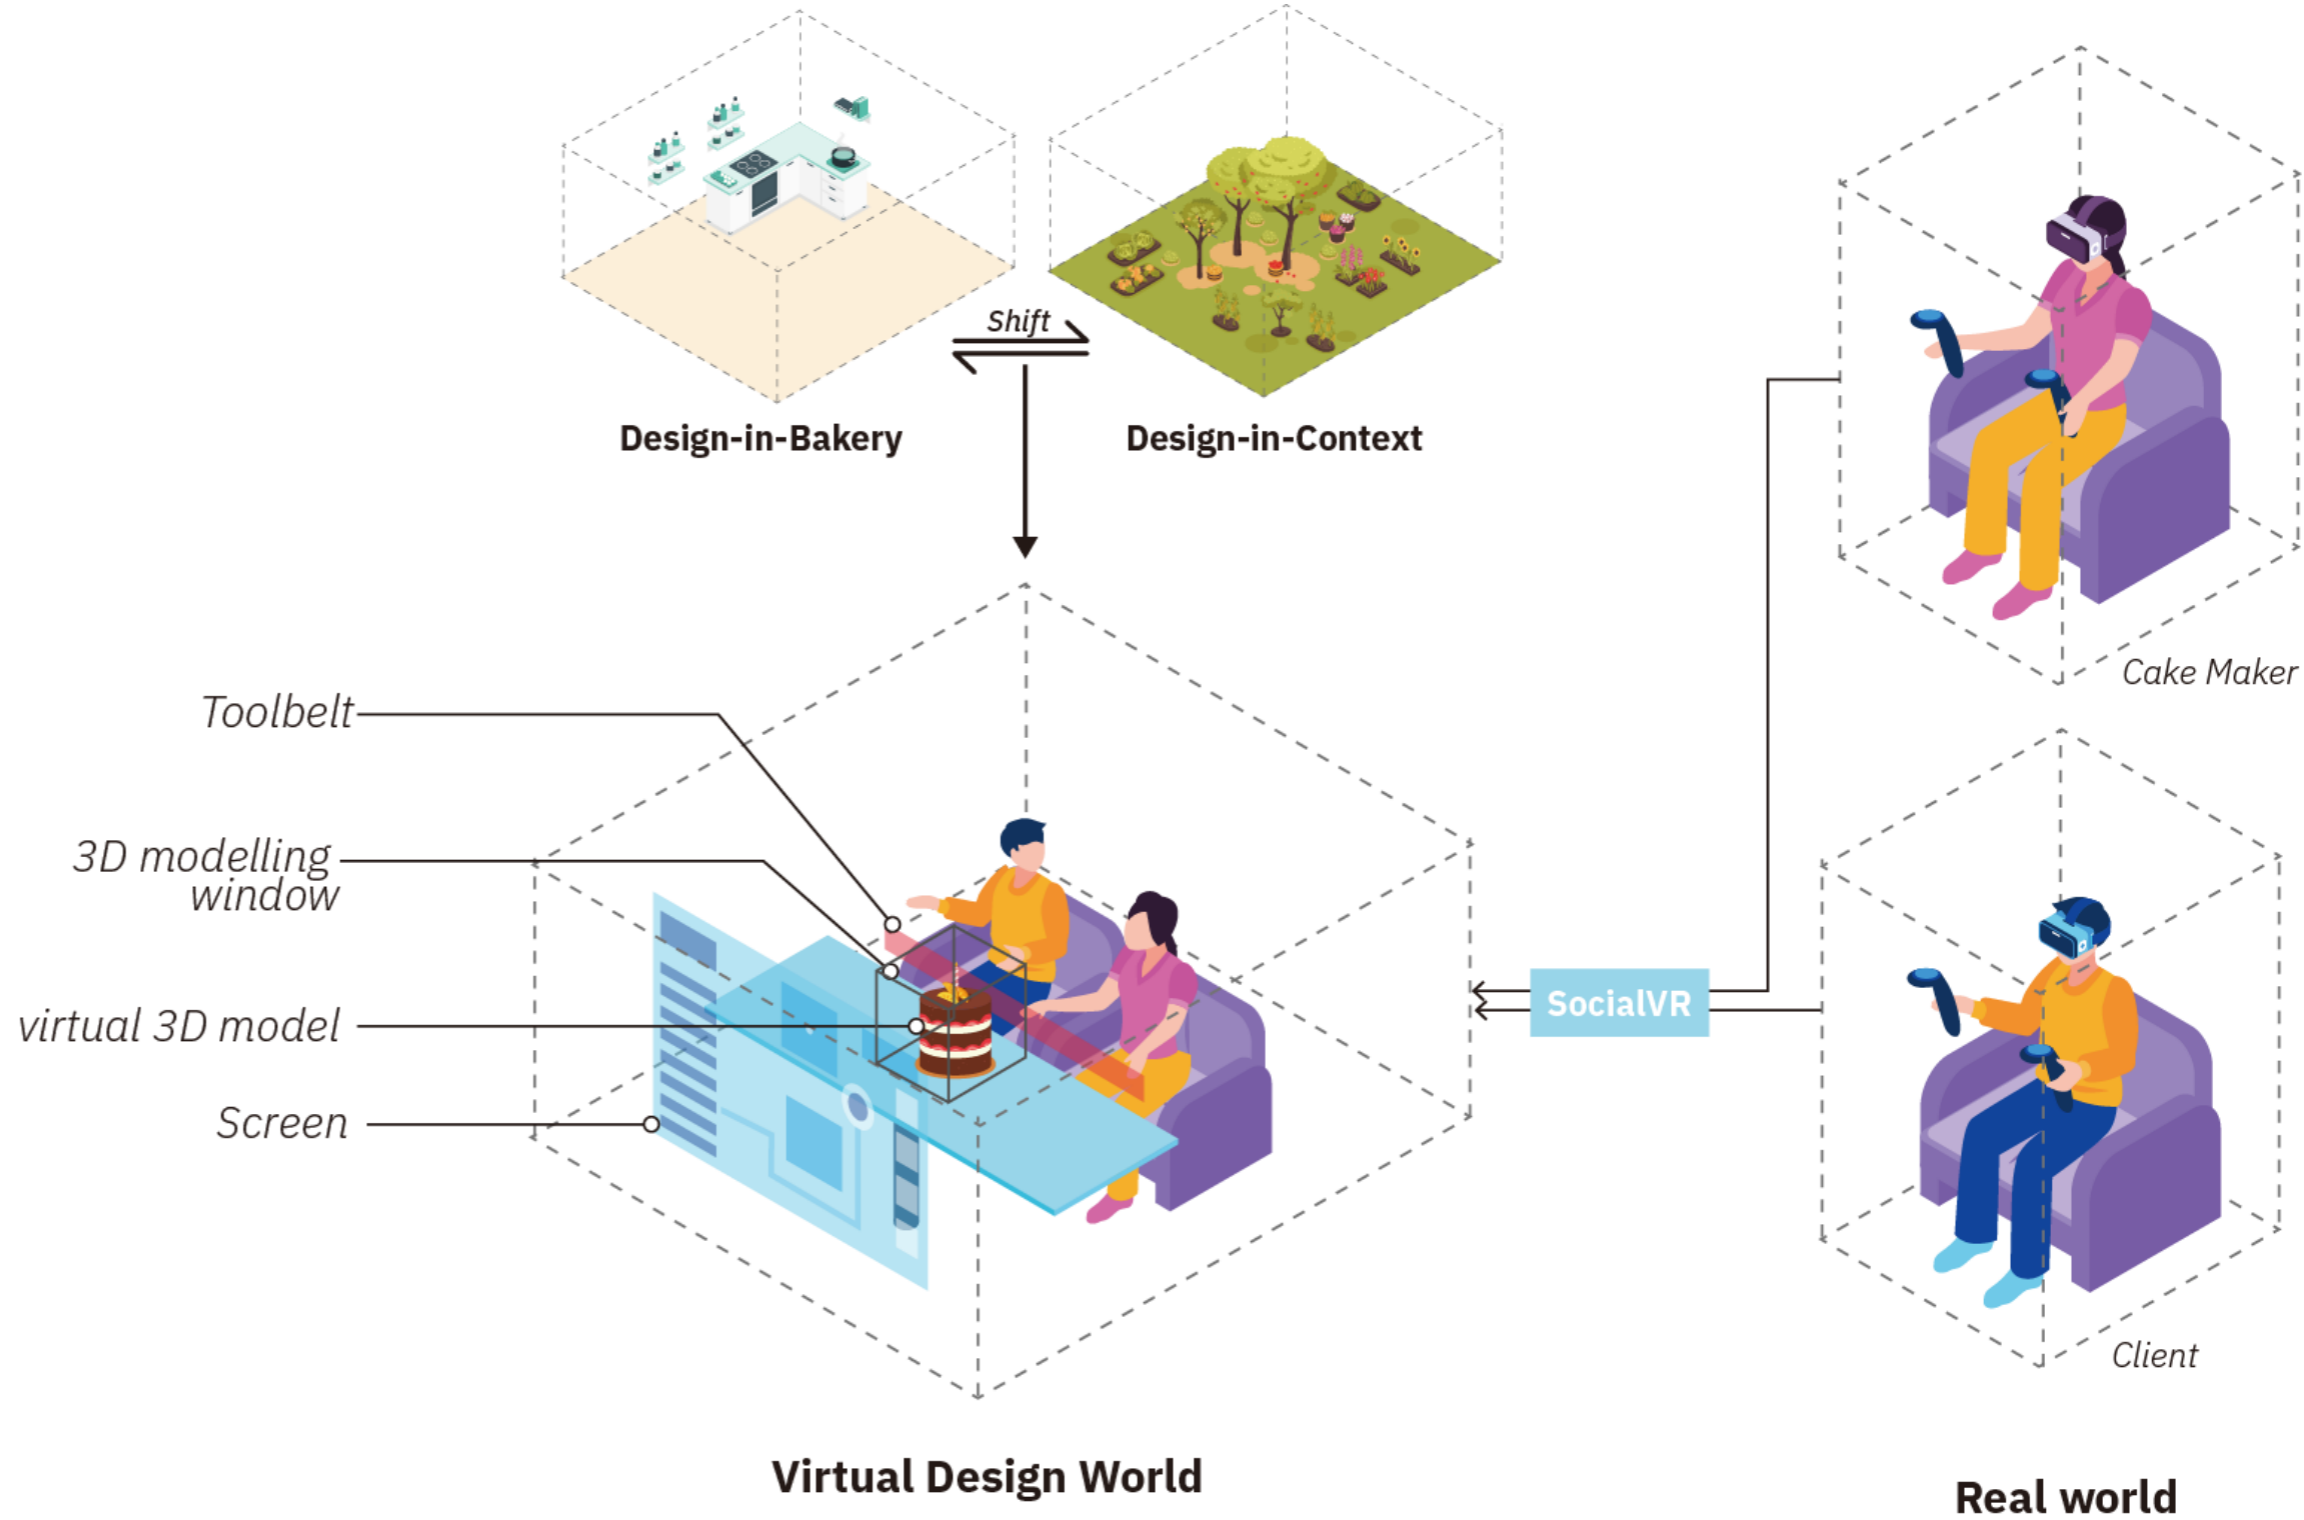 Shift
Design-in-Bakery
Design-in-Context
Toolbelt
3D modelling
window
virtual 3D model
Screen
SocialVR
Cake Maker
Client
Virtual Design World
Real world